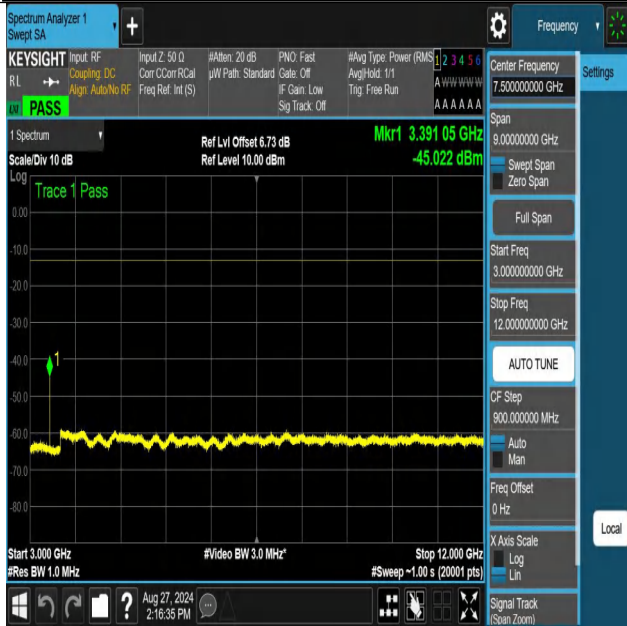 Spectrum Analyzer 1
Swept SA
Frequency
KEYSIGHT
RL
PASS
Input: RF
Coupling: DC
Align: Auto/No RF
Input Z: 50 Ω
Corr CCorr RCal
Freq Ref: Int (S)
#Atten: 20 dB
µW Path: Standard
PNO: Fast
Gate: Off
IF Gain: Low
Sig Track: Off
#Avg Type: Power (RMS
Avg|Hold: 1/1
Trig: Free Run
1 2 3 4 5 6
A W W W W W
A A A A A A
1 Spectrum
Scale/Div 10 dB
Ref Lvl Offset 6.73 dB
Ref Level 10.00 dBm
Mkr1 3.391 05 GHz
-45.022 dBm
Log
Trace 1 Pass
0.00
-10.0
-20.0
-30.0
-40.0
-50.0
-60.0
-70.0
-80.0
1
Start 3.000 GHz
#Res BW 1.0 MHz
#Video BW 3.0 MHz*
Stop 12.000 GHz
#Sweep ~1.00 s (20001 pts)
Aug 27, 2024
2:16:35 PM
Center Frequency
7.500000000 GHz
Span
9.00000000 GHz
Swept Span
Zero Span
Full Span
Start Freq
3.000000000 GHz
Stop Freq
12.000000000 GHz
AUTO TUNE
CF Step
900.000000 MHz
Auto
Man
Freq Offset
0 Hz
X Axis Scale
Log
Lin
Signal Track
(Span Zoom)
Settings
Local